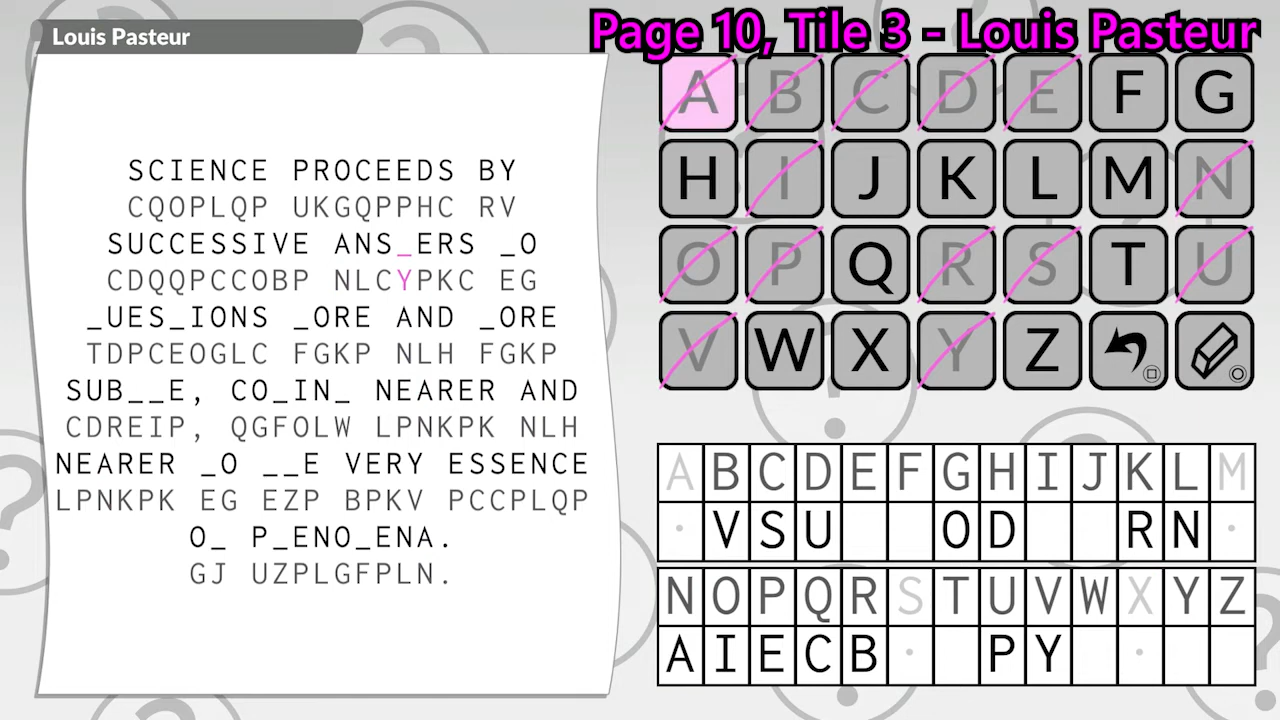 Louis Pasteur
Page 10, Tile 3 - Louis Pasteur
SCIENCE PROCEEDS BY
CQOPLQP UKGQPPHC RV
SUCCESSIVE ANS_ERS _O
CDQQPCCOBP NLCYPKC EG
_UES_IONS _ORE AND _ORE
TDPCEOGLC FGKP NLH FGKP
SUB__E, CO_IN_ NEARER AND
CDREIP, QGFOLW LPNKPK NLH
NEARER _O __E VERY ESSENCE
LPNKPK EG EZP BPKV PCCPLQP
O_ P_ENO_ENA.
GJ UZPLGFPLN.
A B C D E F G
H I J K L M N
O P Q R S T U
V W X Y Z
A B C D E F G H I J K L M
· V S U O D R N ·
N O P Q R S T U V W X Y Z
A I E C B · P Y ·